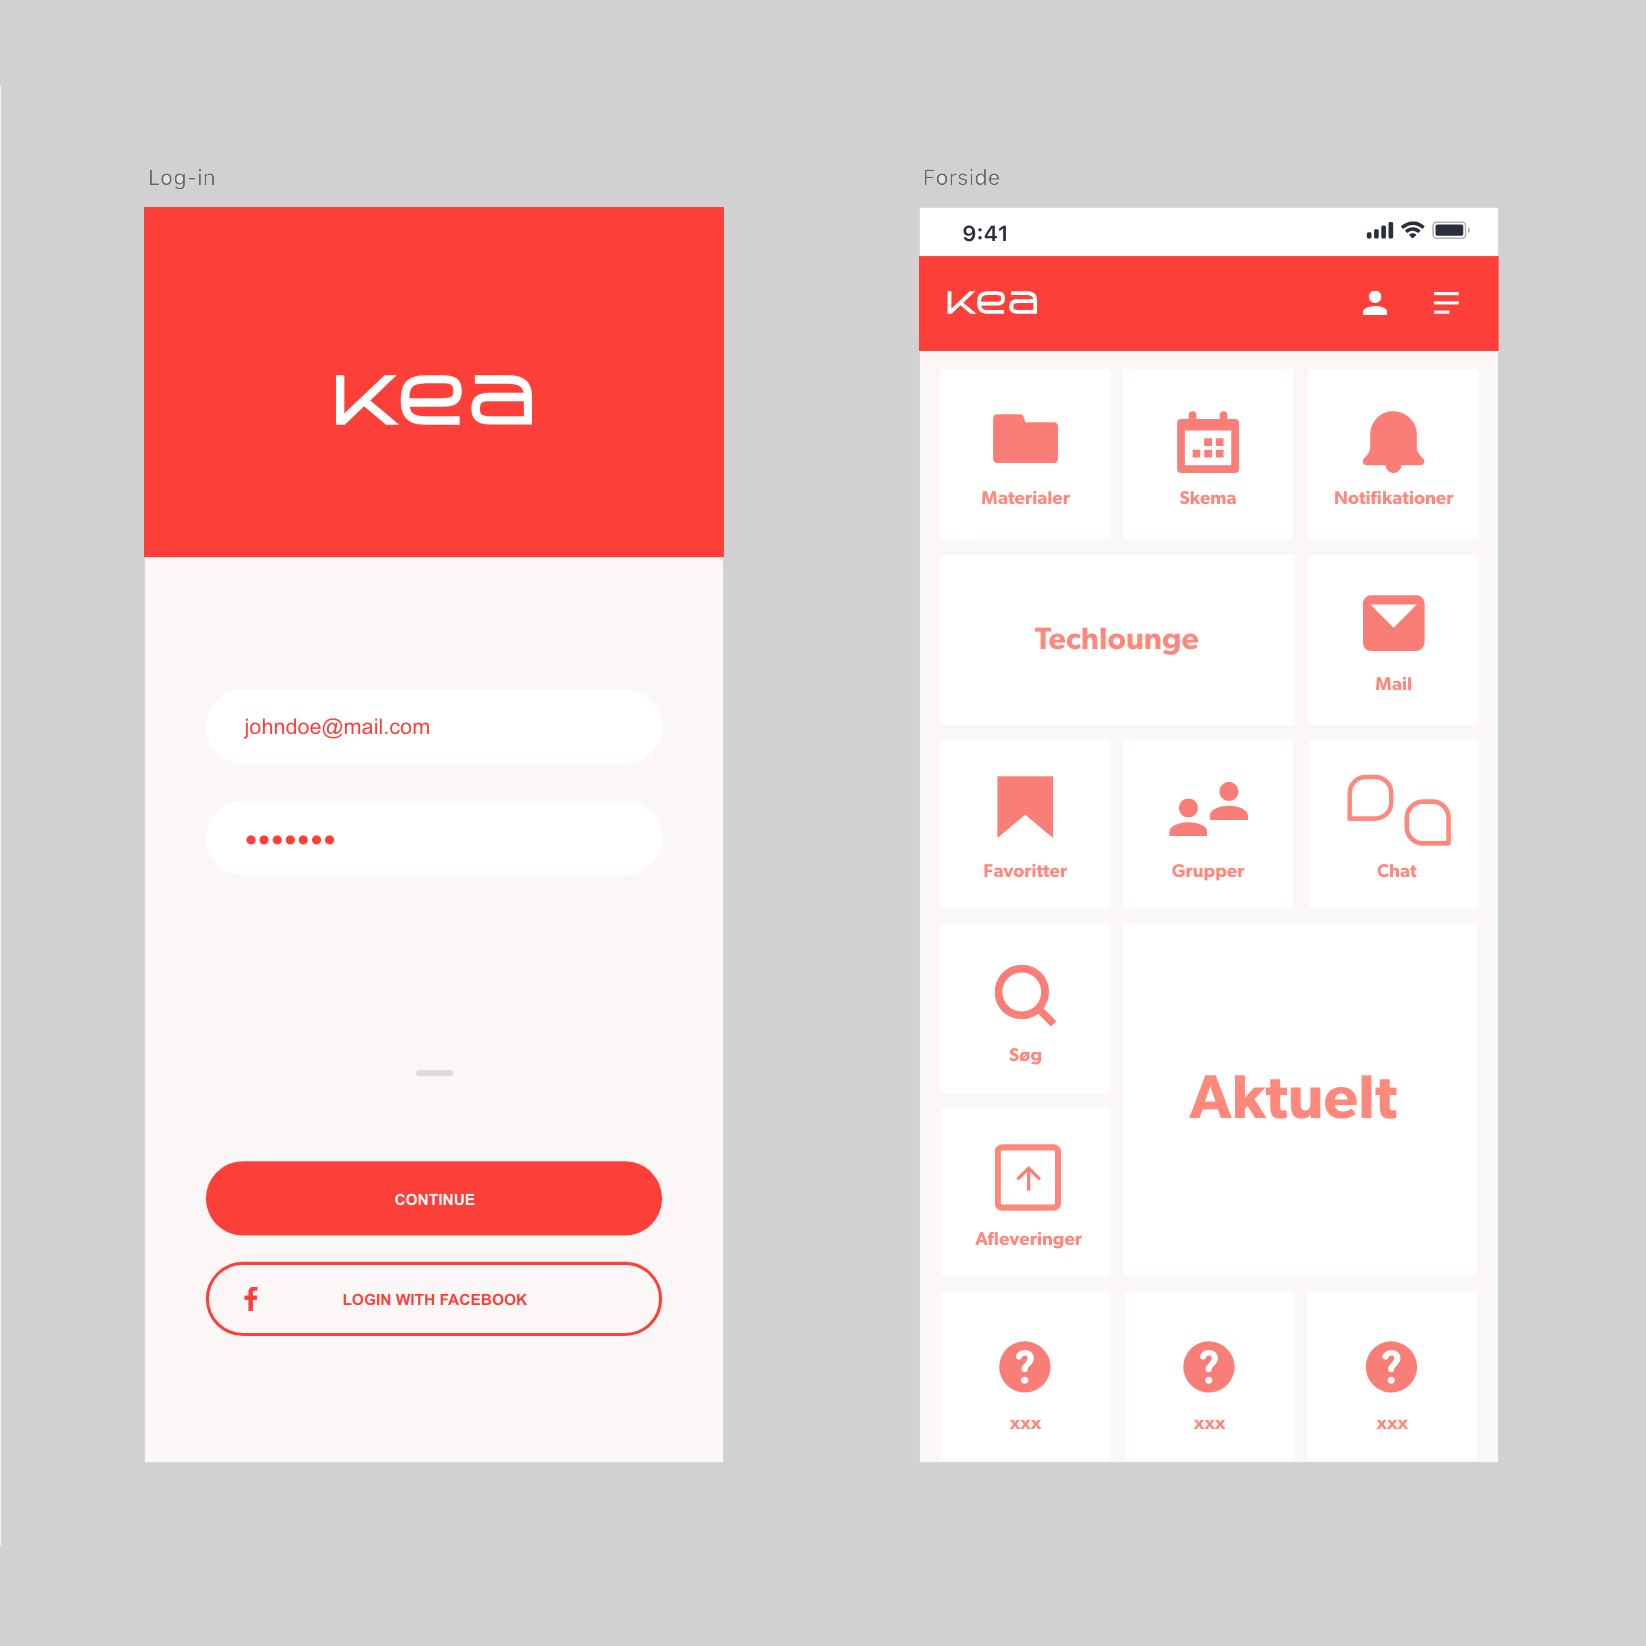 Log-in
kea
johndoe@mail.com
CONTINUE
LOGIN WITH FACEBOOK
Forside
9:41
kea
Materialer
Skema
Notifikationer
Techlounge
Mail
Favoritter
Grupper
Chat
Søg
Aktuelt
Afleveringer
? ? ?
xxx xxx xxx